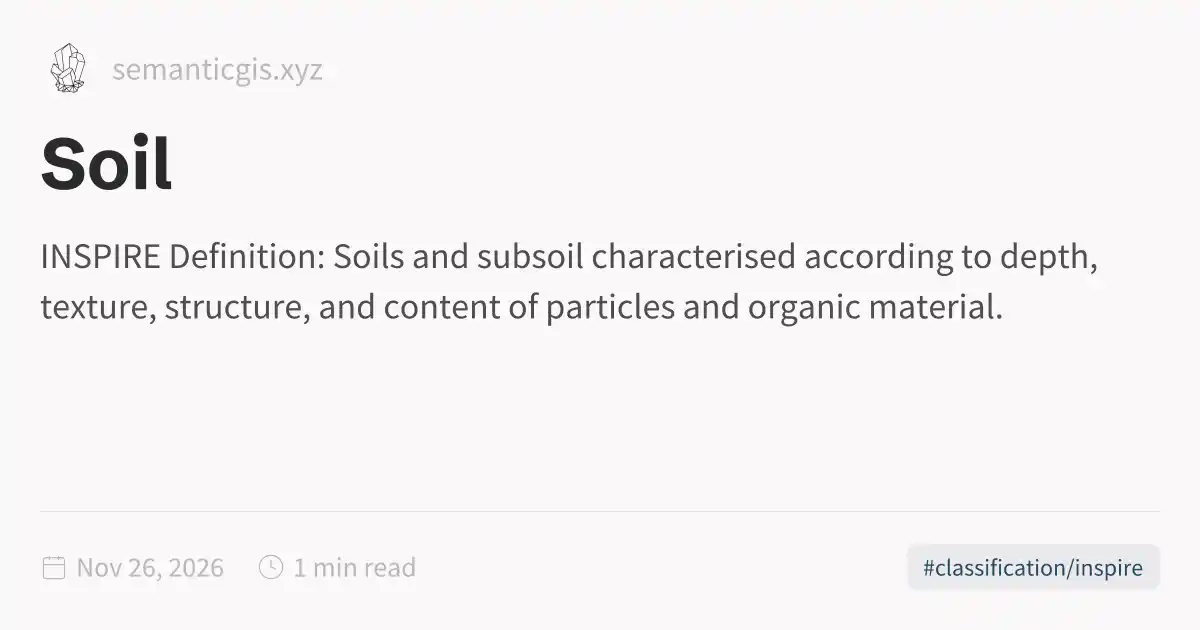 semanticgis.xyz
Soil
INSPIRE Definition: Soils and subsoil characterised according to depth,
texture, structure, and content of particles and organic material.
Nov 26, 2026 1 min read #classification/inspire